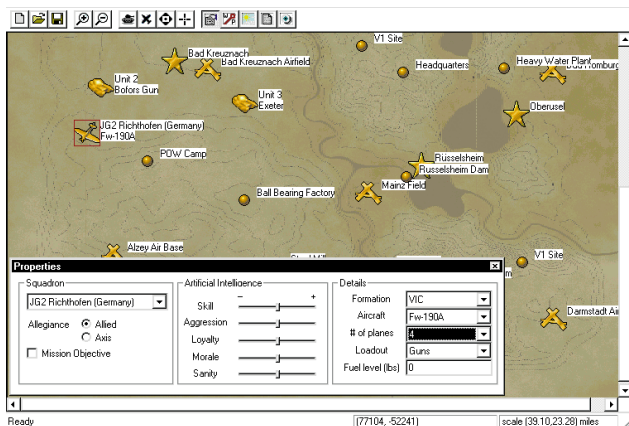 V1 Site
Bad Kreuznach
Bad Kreuznach Airfield
Headquarters
Heavy Water Plant
Unit 2
Bofors Gun
Unit 3
Exeter
Oberusel
JG2 Richthofen (Germany)
Fw-190A
POW Camp
Rüsselsheim
Russelsheim Dam
Ball Bearing Factory
Mainz Field
Alzey Air Base
V1 Site
Darmstadt Air
Properties
Squadron
JG2 Richthofen (Germany)
Allegiance
Allied
Axis
Mission Objective
Artificial Intelligence
- +
Skill
Aggression
Loyalty
Morale
Sanity
Details
Formation VIC
Aircraft Fw-190A
# of planes 4
Loadout Guns
Fuel level (lbs) 0
Ready (77104, -52241) scale (39.10,23.28) miles